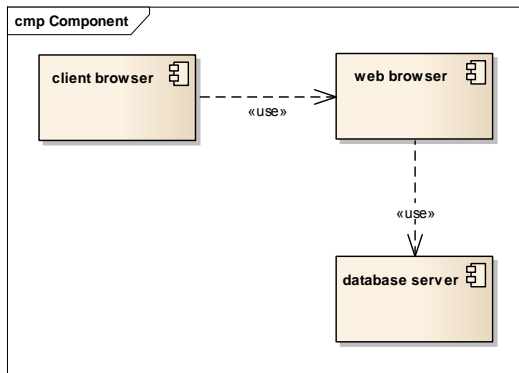 cmp Component
client browser
web browser
«use»
«use»
database server